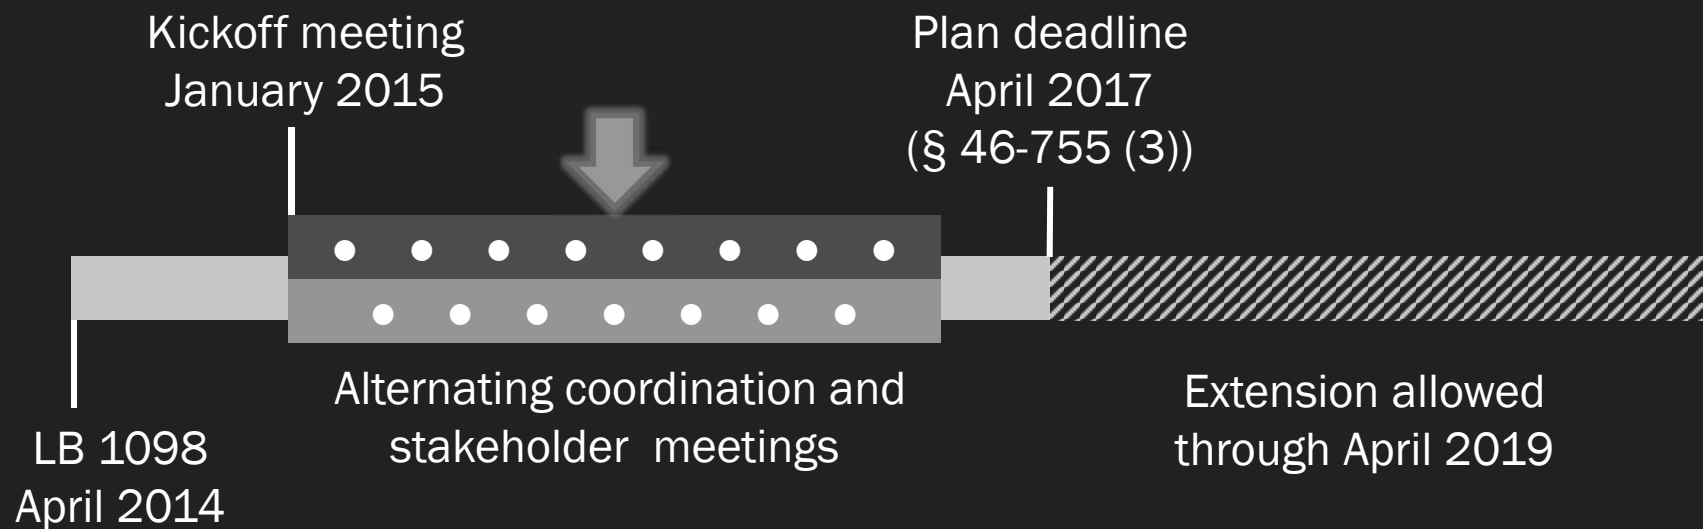 Kickoff meeting
January 2015
Plan deadline
April 2017
(§ 46-755 (3))
Alternating coordination and
stakeholder  meetings
Extension allowed
through April 2019
LB 1098
April 2014